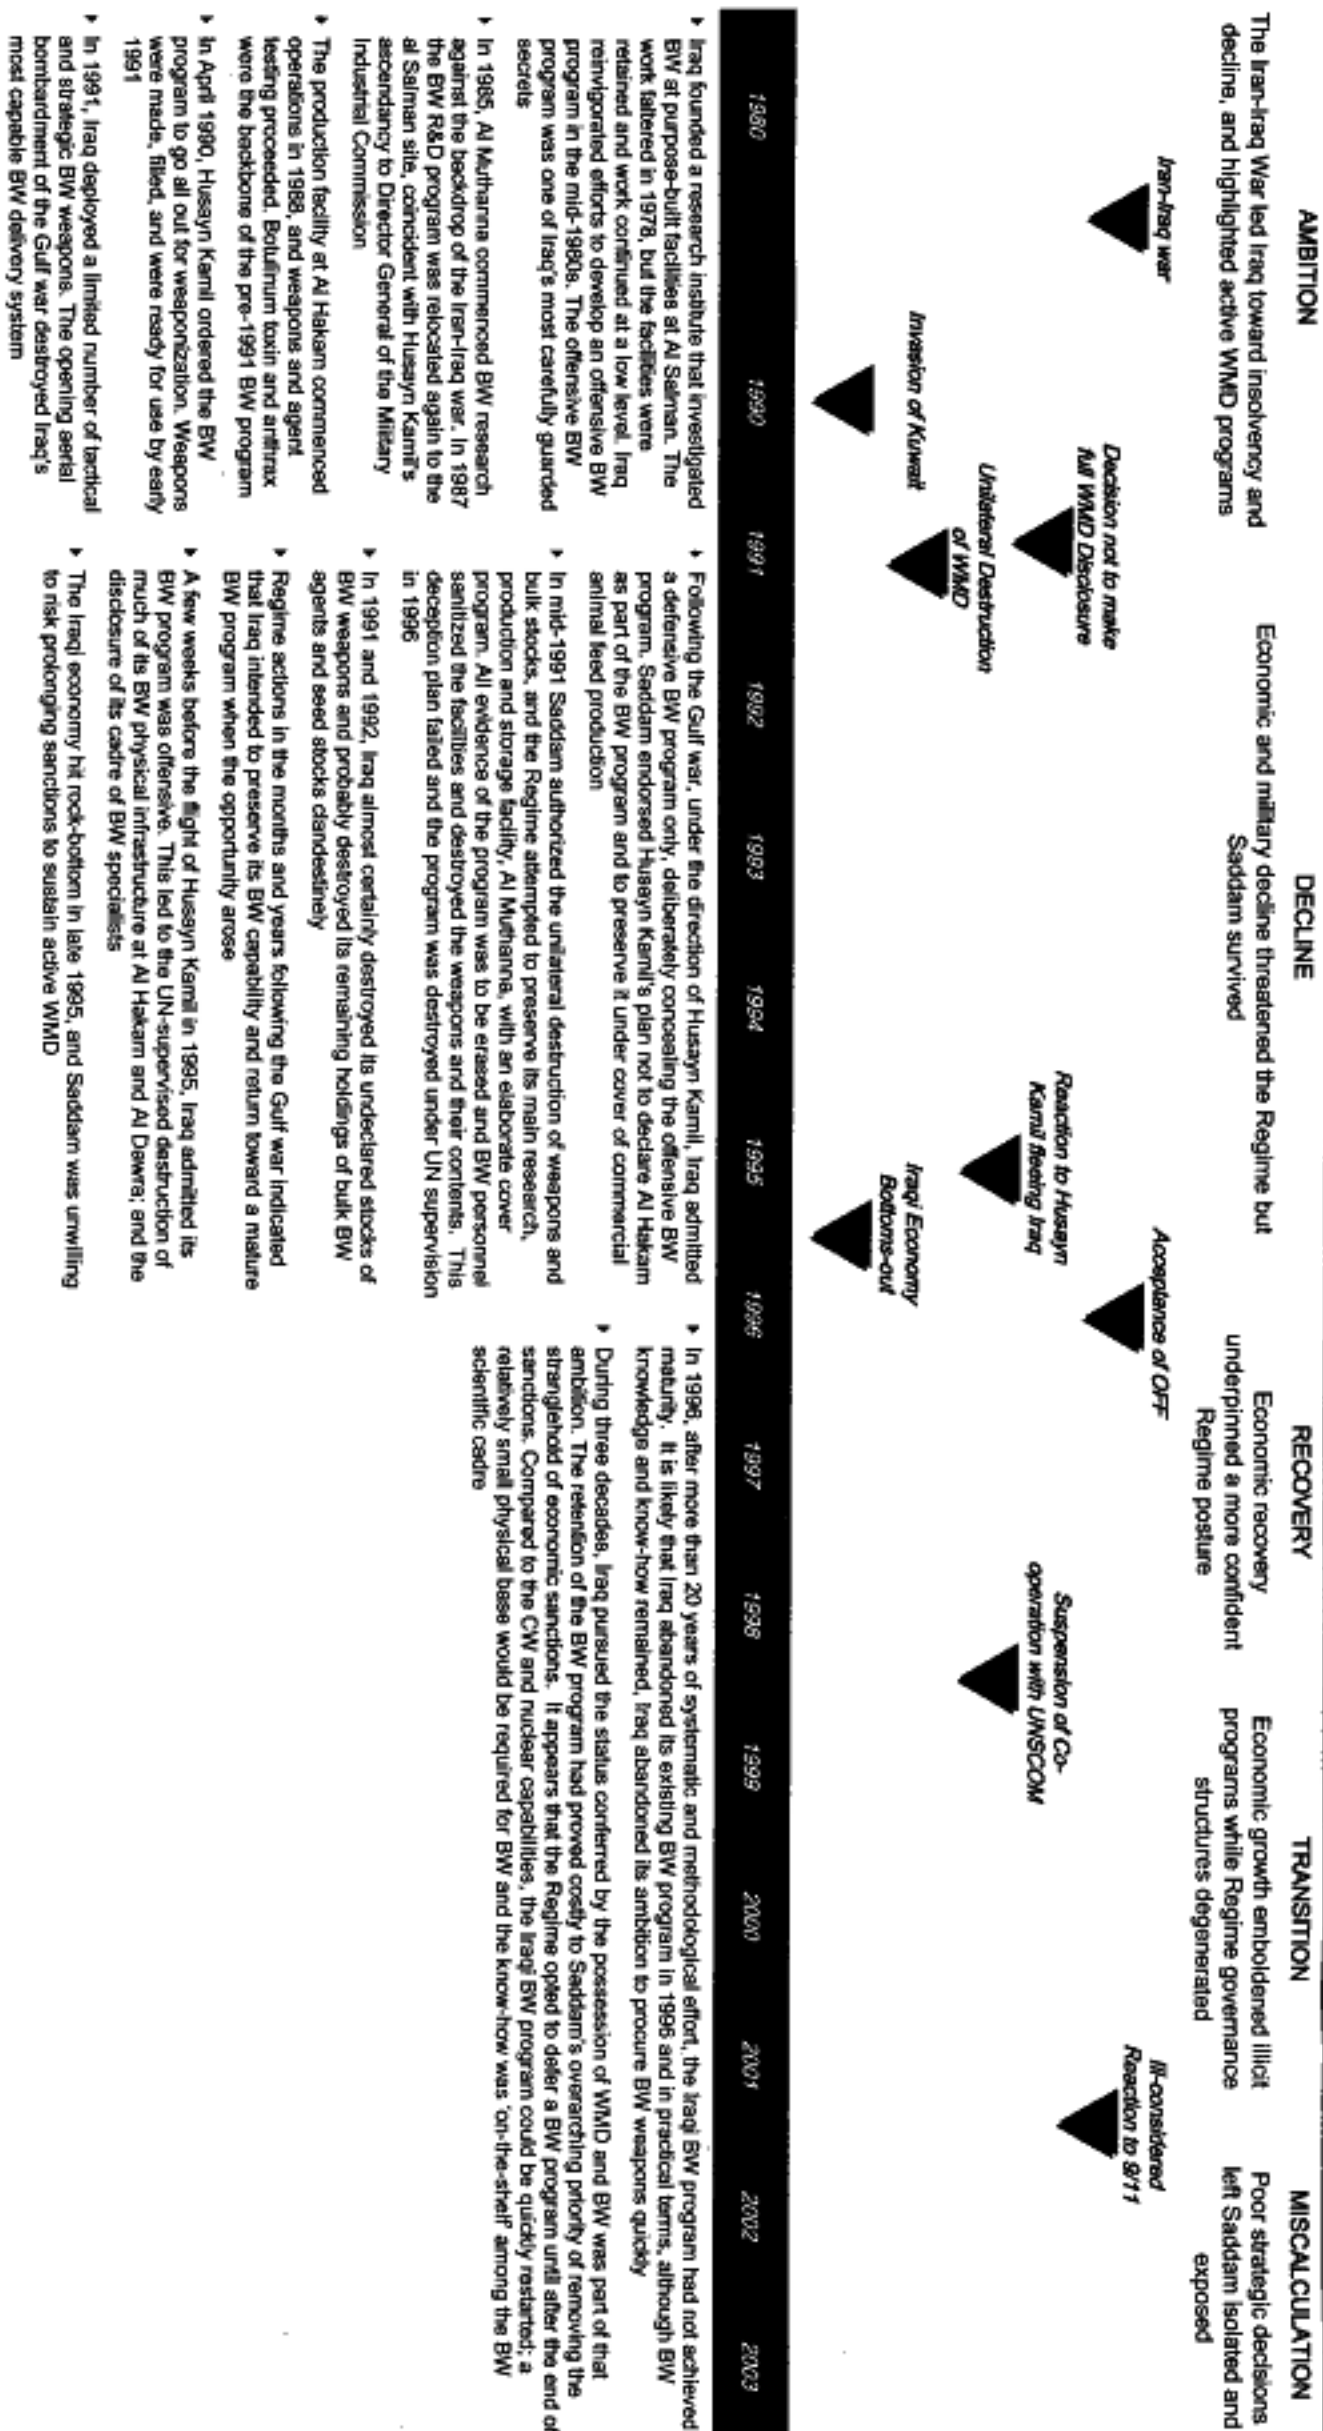 AMBITION
The Iran-Iraq War led Iraq toward insolvency and
decline, and highlighted active WMD programs
DECLINE
Economic and military decline threatened the Regime but
Saddam survived
RECOVERY
Economic recovery
underpinned a more confident
Regime posture
TRANSITION
Economic growth emboldened illicit
programs while Regime governance
structures degenerated
MISCALCULATION
Poor strategic decisions
left Saddam isolated and
exposed
Iran-Iraq war
Invasion of Kuwait
Decision not to make
full WMD Disclosure
Unilateral Destruction
of WMD
Reaction to Husayn
Kamil fleeing Iraq
Iraqi Economy
Bottoms-out
Acceptance of OFF
Suspension of Co-
operation with UNSCOM
Ill-considered
Reaction to 9/11
1980 1990 1991 1992 1993 1994 1995 1996 1997 1998 1999 2000 2001 2002 2003
Iraq founded a research institute that investigated
BW at purpose-built facilities at Al Salman. The
work faltered in 1978, but the facilities were
retained and work continued at a low level. Iraq
reinvigorated efforts to develop an offensive BW
program in the mid-1980s. The offensive BW
program was one of Iraq's most carefully guarded
secrets
In 1985, Al Muthanna commenced BW research
against the backdrop of the Iran-Iraq war. In 1987
the BW R&D program was relocated again to the
al Salman site, coincident with Husayn Kamil's
ascendancy to Director General of the Military
Industrial Commission
The production facility at Al Hakam commenced
operations in 1988, and weapons and agent
testing proceeded. Botulinum toxin and anthrax
were the backbone of the pre-1991 BW program
In April 1990, Husayn Kamil ordered the BW
program to go all out for weaponization. Weapons
were made, filled, and were ready for use by early
1991
In 1991, Iraq deployed a limited number of tactical
and strategic BW weapons. The opening aerial
bombardment of the Gulf war destroyed Iraq's
most capable BW delivery system
Following the Gulf war, under the direction of Husayn Kamil, Iraq admitted
a defensive BW program only, deliberately concealing the offensive BW
program. Saddam endorsed Husayn Kamil's plan not to declare Al Hakam
as part of the BW program and to preserve it under cover of commercial
animal feed production
In mid-1991 Saddam authorized the unilateral destruction of weapons and
bulk stocks, and the Regime attempted to preserve its main research,
production and storage facility, Al Muthanna, with an elaborate cover
program. All evidence of the program was to be erased and BW personnel
sanitized the facilities and destroyed the weapons and their contents. This
deception plan failed and the program was destroyed under UN supervision
in 1996
In 1991 and 1992, Iraq almost certainly destroyed its undeclared stocks of
BW weapons and probably destroyed its remaining holdings of bulk BW
agents and seed stocks clandestinely
Regime actions in the months and years following the Gulf war indicated
that Iraq intended to preserve its BW capability and return toward a mature
BW program when the opportunity arose
A few weeks before the flight of Husayn Kamil in 1995, Iraq admitted its
BW program was offensive. This led to the UN-supervised destruction of
much of its BW physical infrastructure at Al Hakam and Al Dawra; and the
disclosure of its cadre of BW specialists
The Iraqi economy hit rock-bottom in late 1995, and Saddam was unwilling
to risk prolonging sanctions to sustain active WMD
In 1996, after more than 20 years of systematic and methodological effort, the Iraqi BW program had not achieved
maturity. It is likely that Iraq abandoned its existing BW program in 1996 and in practical terms, although BW
knowledge and know-how remained, Iraq abandoned its ambition to procure BW weapons quickly
During three decades, Iraq pursued the status conferred by the possession of WMD and BW was part of that
ambition. The retention of the BW program had proved costly to Saddam's overarching priority of removing the
stranglehold of economic sanctions. It appears that the Regime opted to defer a BW program until after the end of
sanctions. Compared to the CW and nuclear capabilities, the Iraqi BW program could be quickly restarted; a
relatively small physical base would be required for BW and the know-how was 'on-the-shelf' among the BW
scientific cadre